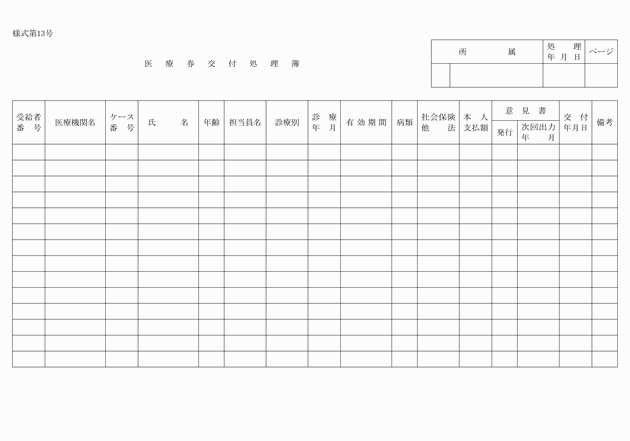 様式第13号
医療券交付処理簿
所属
処理年月日
ページ
受給者番号
医療機関名
ケース番号
氏名
年齢
担当員名
診療別
診療年月
有効期間
病類
社会保険他法
本人支払額
意見書
発行
次回出力年月
交付年月日
備考